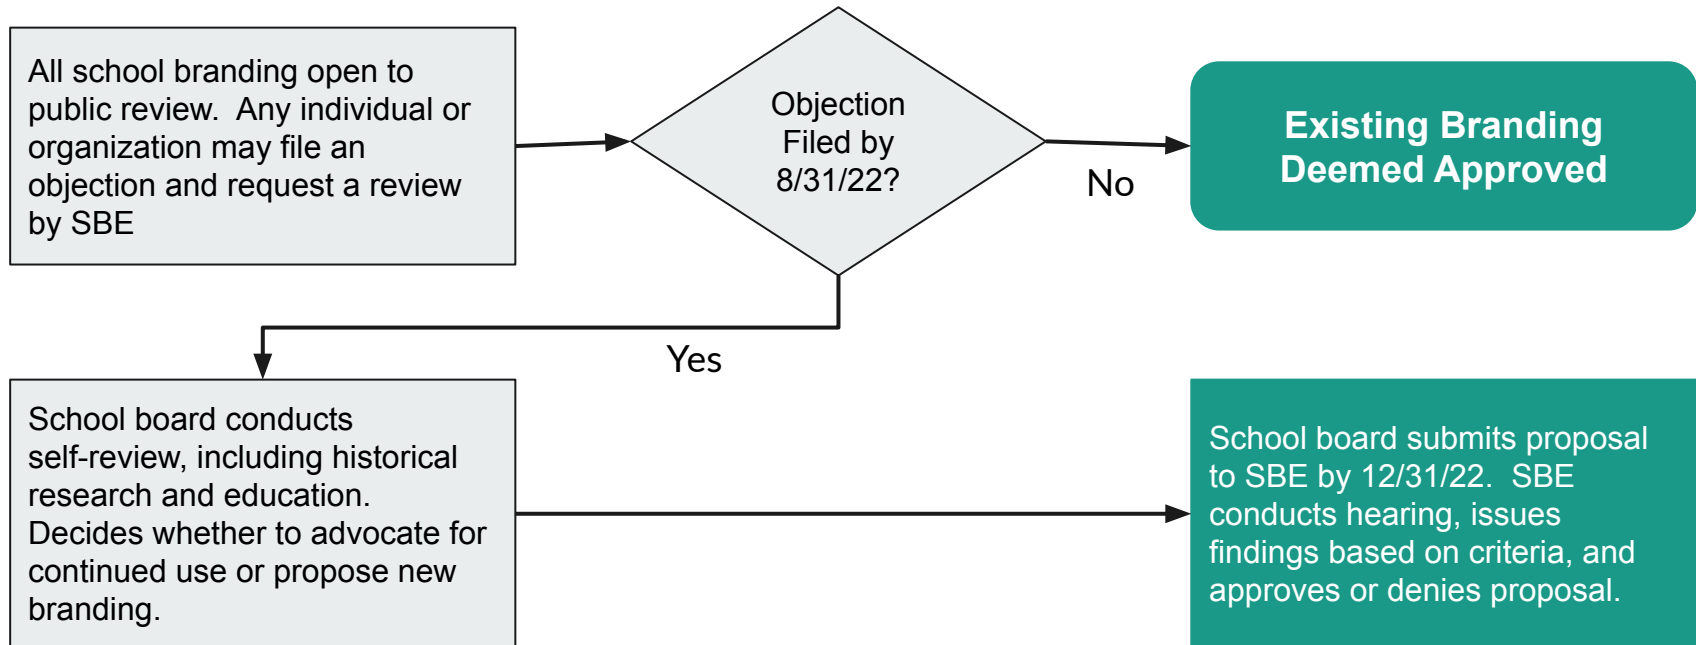 All school branding open to
public review.  Any individual or
organization may file an
objection and request a review
by SBE
Objection
Filed by
8/31/22?
No
Existing Branding
Deemed Approved
Yes
School board conducts
self-review, including historical
research and education.
Decides whether to advocate for
continued use or propose new
branding.
School board submits proposal
to SBE by 12/31/22.  SBE
conducts hearing, issues
findings based on criteria, and
approves or denies proposal.